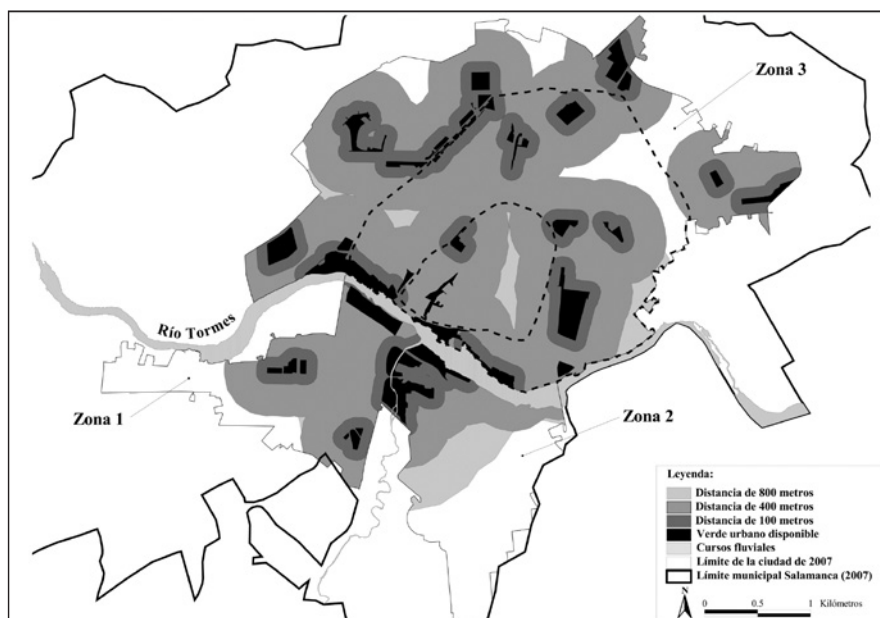 Zona 3
Río Tormes
Zona 1
Zona 2
Leyenda:
Distancia de 800 metros
Distancia de 400 metros
Distancia de 100 metros
Verde urbano disponible
Cursos fluviales
Límite de la ciudad de 2007
Límite municipal Salamanca (2007)
N
0 0.5 1 Kilómetros